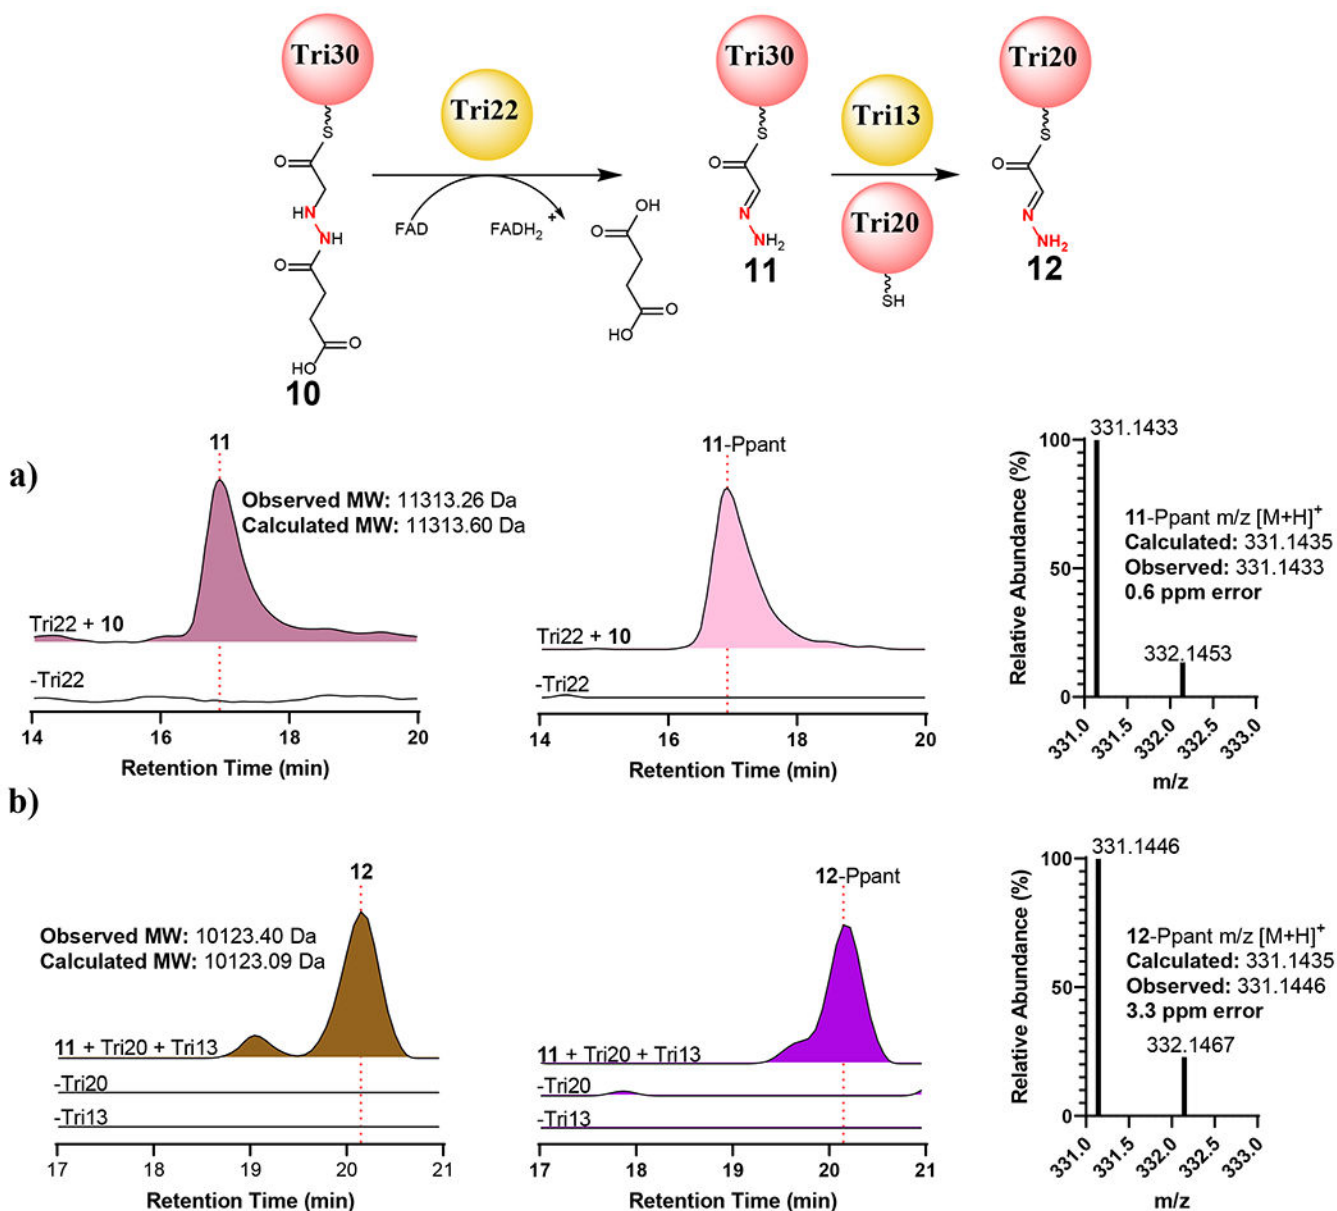 Tri30
Tri30
Tri20
Tri22
Tri13
S
S
S
O
O
O
HN
NH
FAD
FADH2
+
OH
O
O
HO
N
NH2
11
Tri20
SH
N
NH2
12
O
O
HO
10
a)
11
Observed MW: 11313.26 Da
Calculated MW: 11313.60 Da
Tri22 + 10
-Tri22
14
16
18
20
Retention Time (min)
11-Ppant
Tri22 + 10
-Tri22
14
16
18
20
Retention Time (min)
Relative Abundance (%)
100
50
0
331.1433
11-Ppant m/z [M+H]+
Calculated: 331.1435
Observed: 331.1433
0.6 ppm error
332.1453
331.0
331.5
332.0
332.5
333.0
m/z
b)
12
Observed MW: 10123.40 Da
Calculated MW: 10123.09 Da
11 + Tri20 + Tri13
-Tri20
-Tri13
17
18
19
20
21
Retention Time (min)
12-Ppant
11 + Tri20 + Tri13
-Tri20
-Tri13
17
18
19
20
21
Retention Time (min)
Relative Abundance (%)
100
50
0
331.1446
12-Ppant m/z [M+H]+
Calculated: 331.1435
Observed: 331.1446
3.3 ppm error
332.1467
331.0
331.5
332.0
332.5
333.0
m/z